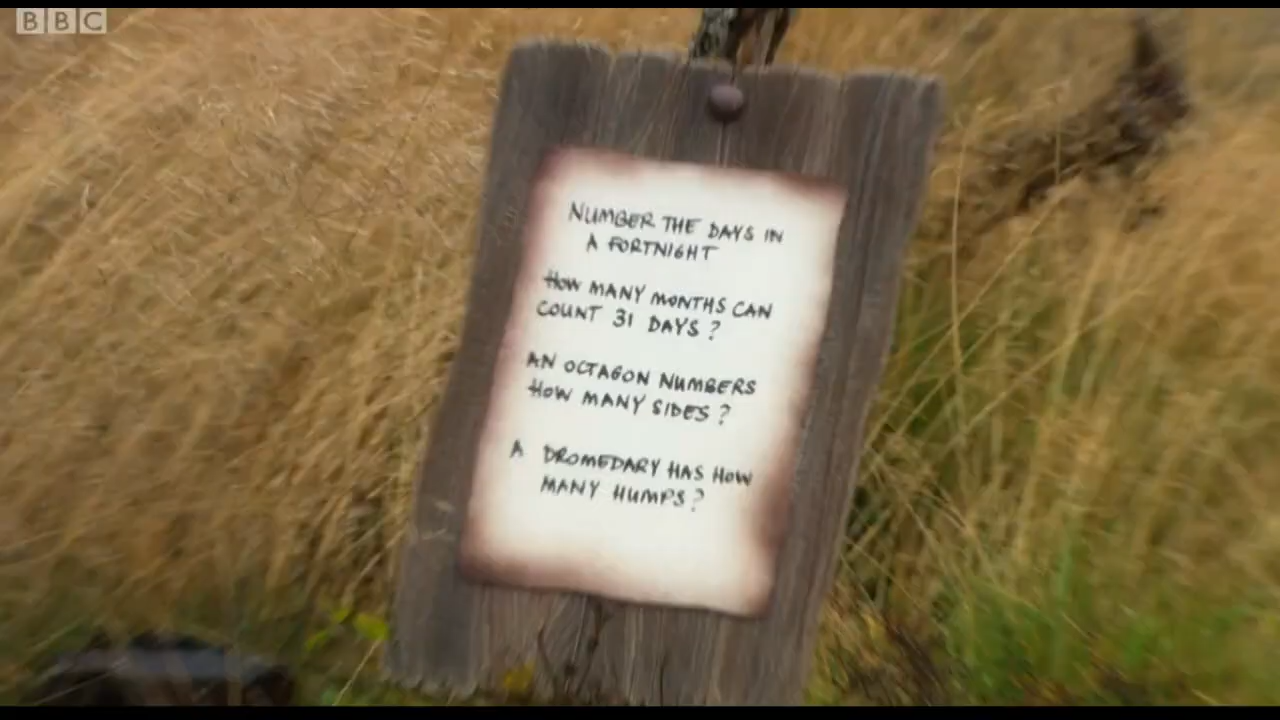 BBC
NUMBER THE DAYS IN
A FORTNIGHT
HOW MANY MONTHS CAN
COUNT 31 DAYS?
AN OCTAGON NUMBERS
HOW MANY SIDES?
A DROMEDARY HAS HOW
MANY HUMPS?